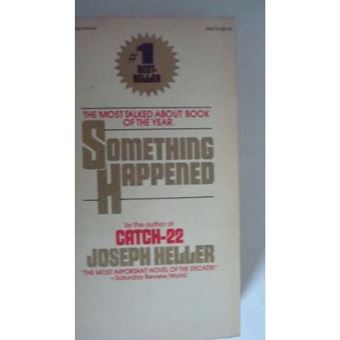 #1
BEST-
SELLER
THE MOST TALKED ABOUT BOOK
OF THE YEAR.
SOMETHING
HAPPENED
by the author of
CATCH-22
JOSEPH HELLER
"THE MOST IMPORTANT NOVEL OF THE DECADE!"
—Saturday Review/World